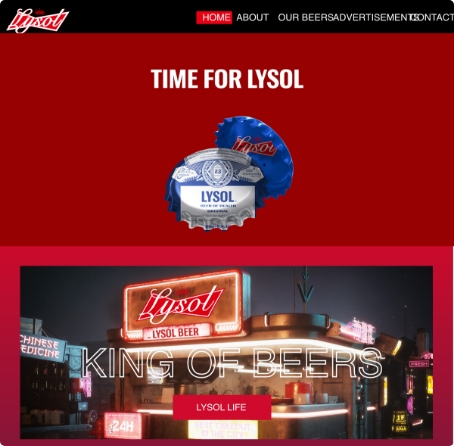 Lysol
HOME ABOUT OUR BEERS ADVERTISEMENTS CONTACT
TIME FOR LYSOL
Lysol
LYSOL
Lysol
LYSOL BEER
CHINESE
MEDICINE
KING OF BEERS
LYSOL LIFE
24H